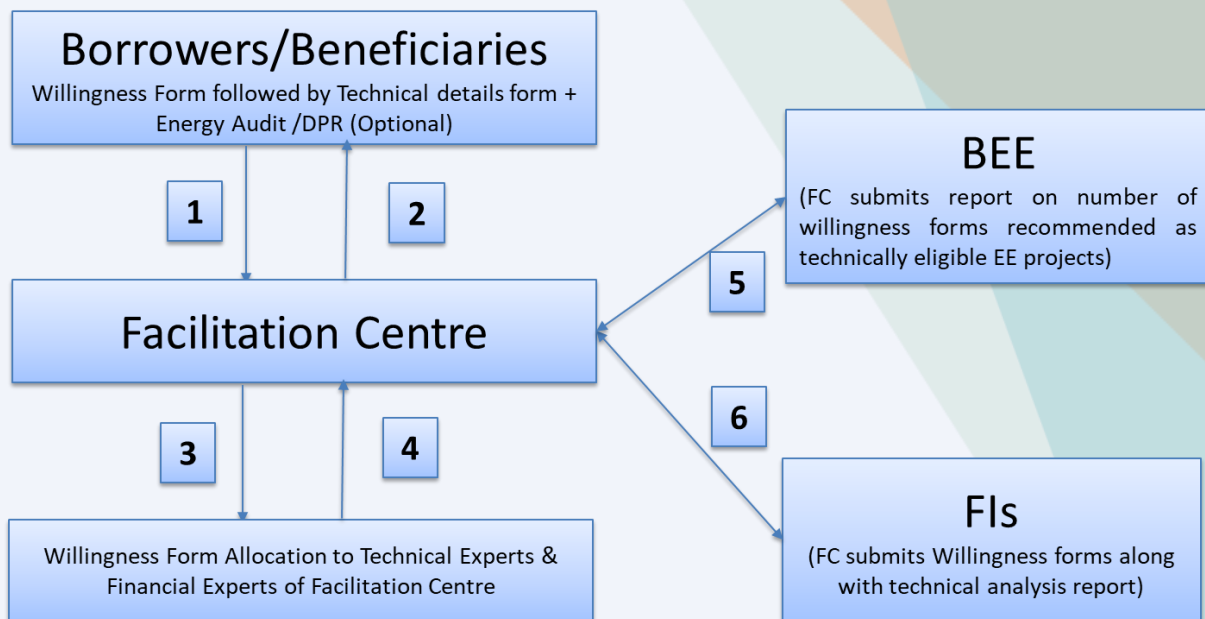 Borrowers/Beneficiaries
Willingness Form followed by Technical details form +
Energy Audit /DPR (Optional)
1
2
BEE
(FC submits report on number of
willingness forms recommended as
technically eligible EE projects)
5
Facilitation Centre
3
4
6
Willingness Form Allocation to Technical Experts &
Financial Experts of Facilitation Centre
FIs
(FC submits Willingness forms along
with technical analysis report)